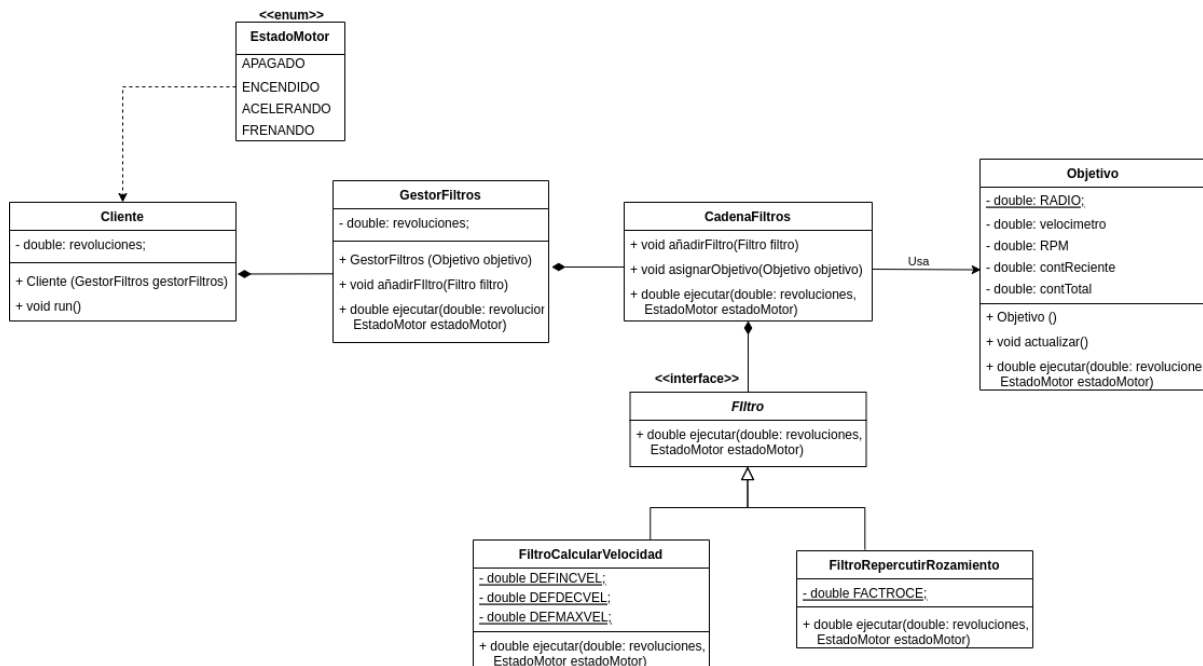 <<enum>>
EstadoMotor
APAGADO
ENCENDIDO
ACELERANDO
FRENANDO
Cliente
- double: revoluciones;
+ Cliente (GestorFiltros gestorFiltros)
+ void run()
GestorFiltros
- double: revoluciones;
+ GestorFiltros (Objetivo objetivo)
+ void añadirFIltro(Filtro filtro)
+ double ejecutar(double: revolucion
EstadoMotor estadoMotor)
CadenaFiltros
+ void añadirFiltro(Filtro filtro)
+ void asignarObjetivo(Objetivo objetivo)
+ double ejecutar(double: revoluciones,
EstadoMotor estadoMotor)
Usa
Objetivo
- double: RADIO;
- double: velocimetro
- double: RPM
- double: contReciente
- double: contTotal
+ Objetivo ()
+ void actualizar()
+ double ejecutar(double: revolucione
EstadoMotor estadoMotor)
<<interface>>
FIltro
+ double ejecutar(double: revoluciones,
EstadoMotor estadoMotor)
FiltroCalcularVelocidad
- double DEFINCVEL;
- double DEFDECVEL;
- double DEFMAXVEL;
+ double ejecutar(double: revoluciones,
EstadoMotor estadoMotor)
FiltroRepercutirRozamiento
- double FACTROCE;
+ double ejecutar(double: revoluciones,
EstadoMotor estadoMotor)